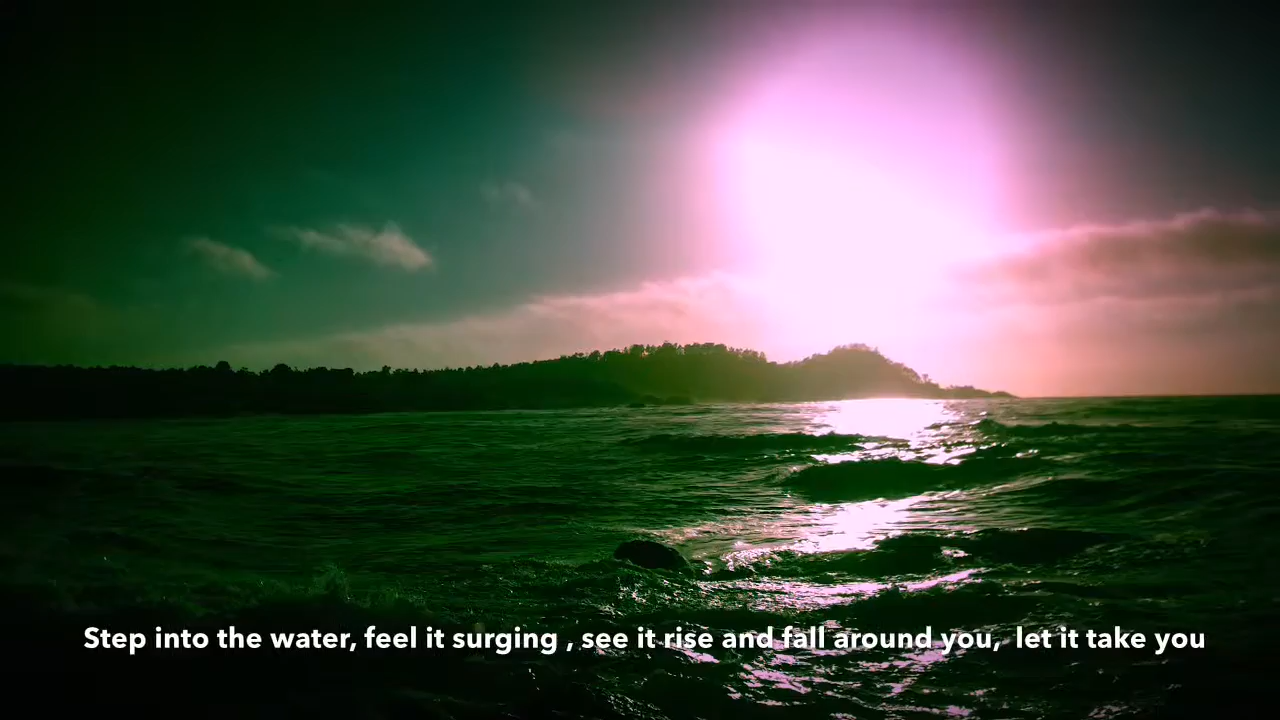 Step into the water, feel it surging , see it rise and fall around you,  let it take you